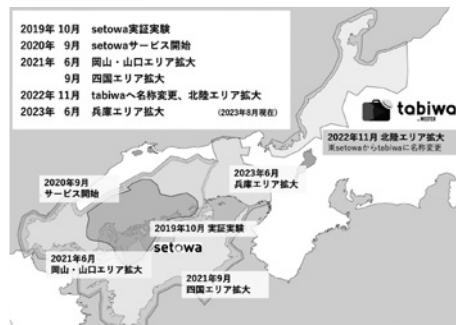 2019年 10月 setowa実証実験
2020年 9月 setowaサービス開始
2021年 6月 岡山・山口エリア拡大
9月 四国エリア拡大
2022年 11月 tabiwaへ名称変更、北陸エリア拡大
2023年 6月 兵庫エリア拡大 (2023年8月現在)
tabiwa
by WESTER
2022年11月 北陸エリア拡大
※setowaからtabiwaに名称変更
2023年6月
兵庫エリア拡大
2020年9月
サービス開始
2019年10月 実証実験
setowa
2021年6月
岡山・山口エリア拡大
2021年9月
四国エリア拡大